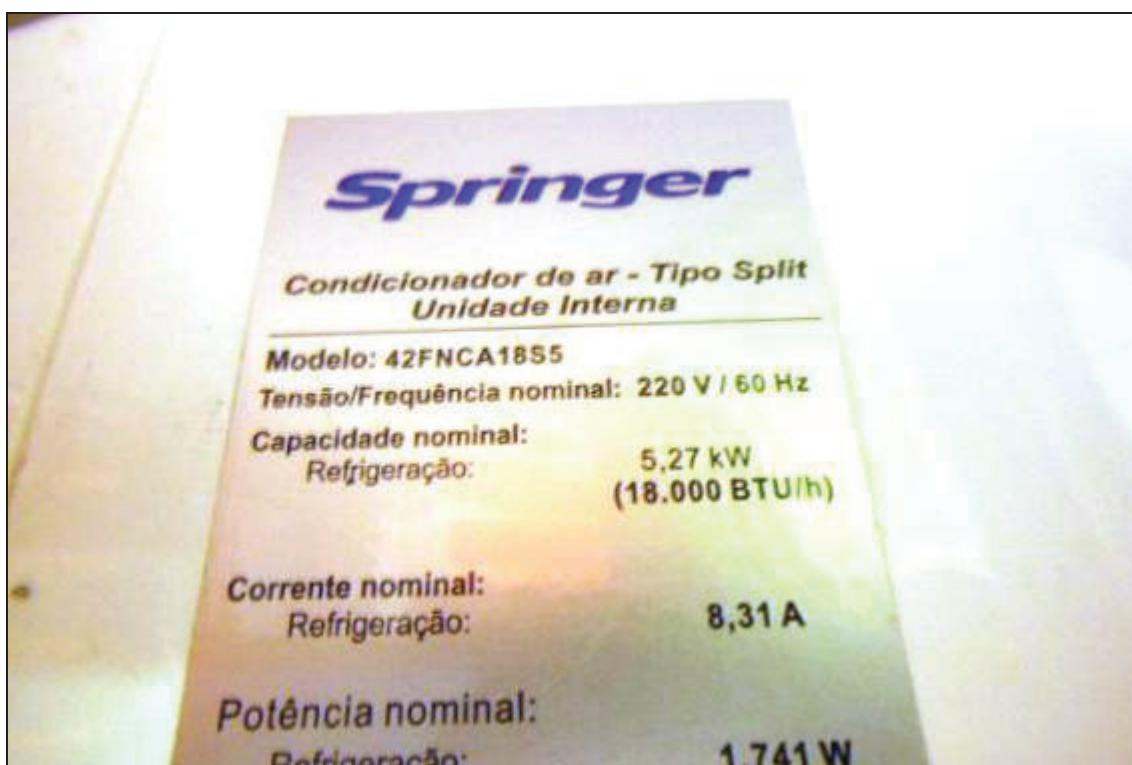 Springer
Condicionador de ar - Tipo Split
Unidade Interna
Modelo: 42FNCA18S5
Tensão/Frequência nominal: 220 V / 60 Hz
Capacidade nominal:
Refrigeração: 5,27 kW
(18.000 BTU/h)
Corrente nominal:
Refrigeração: 8,31 A
Potência nominal:
Refrigeração: 1.741 W